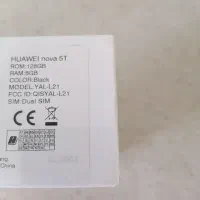 HUAWEI nova 5T
ROM:128GB
RAM:8GB
COLOR:Black
MODEL:YAL-L21
FCC ID:QISYAL-L21
SIM:Dual SIM
China